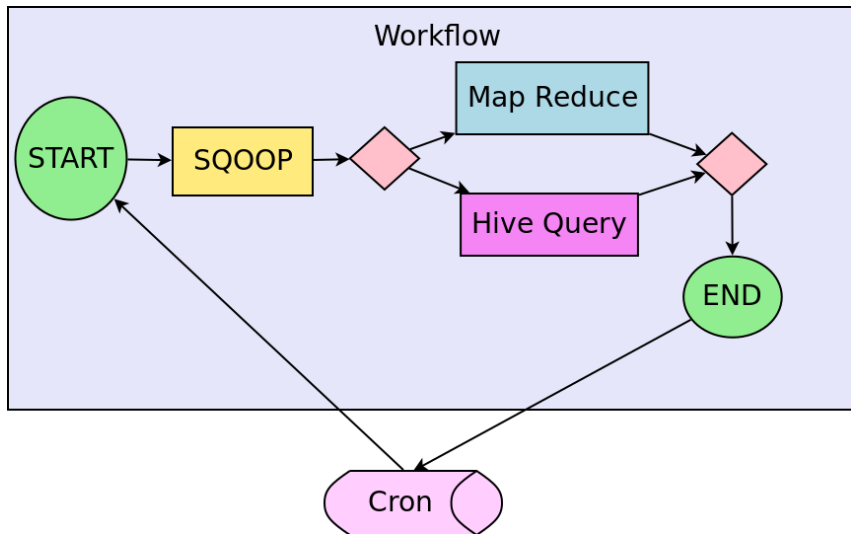 Workflow
START
SQOOP
Map Reduce
Hive Query
END
Cron